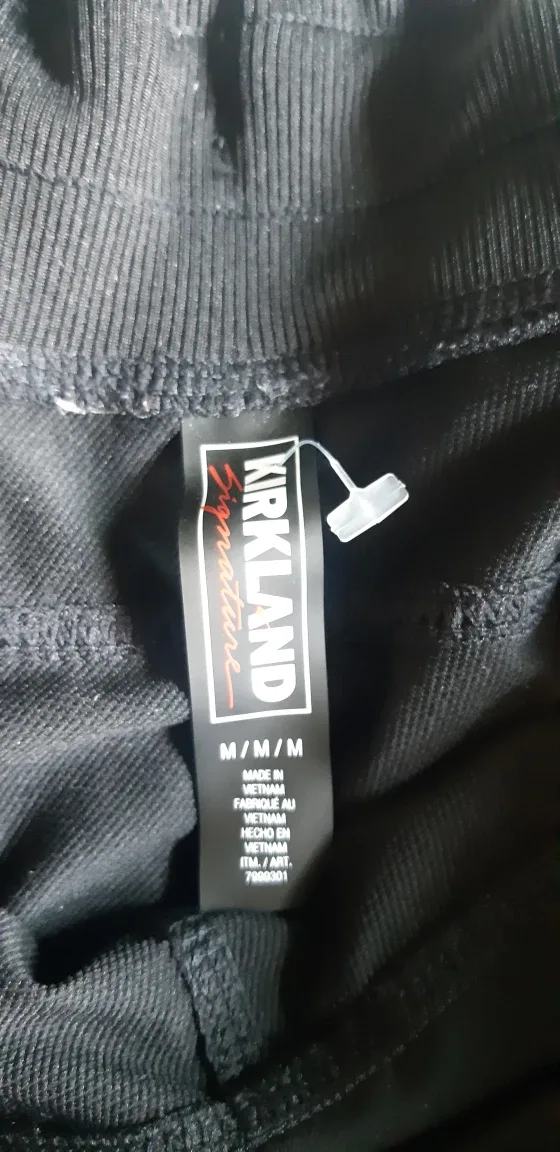 KIRKLAND
Signature
M / M / M
MADE IN
VIETNAM
FABRIQUÉ AU
VIETNAM
HECHO EN
VIETNAM
ITM. / ART.
7999301